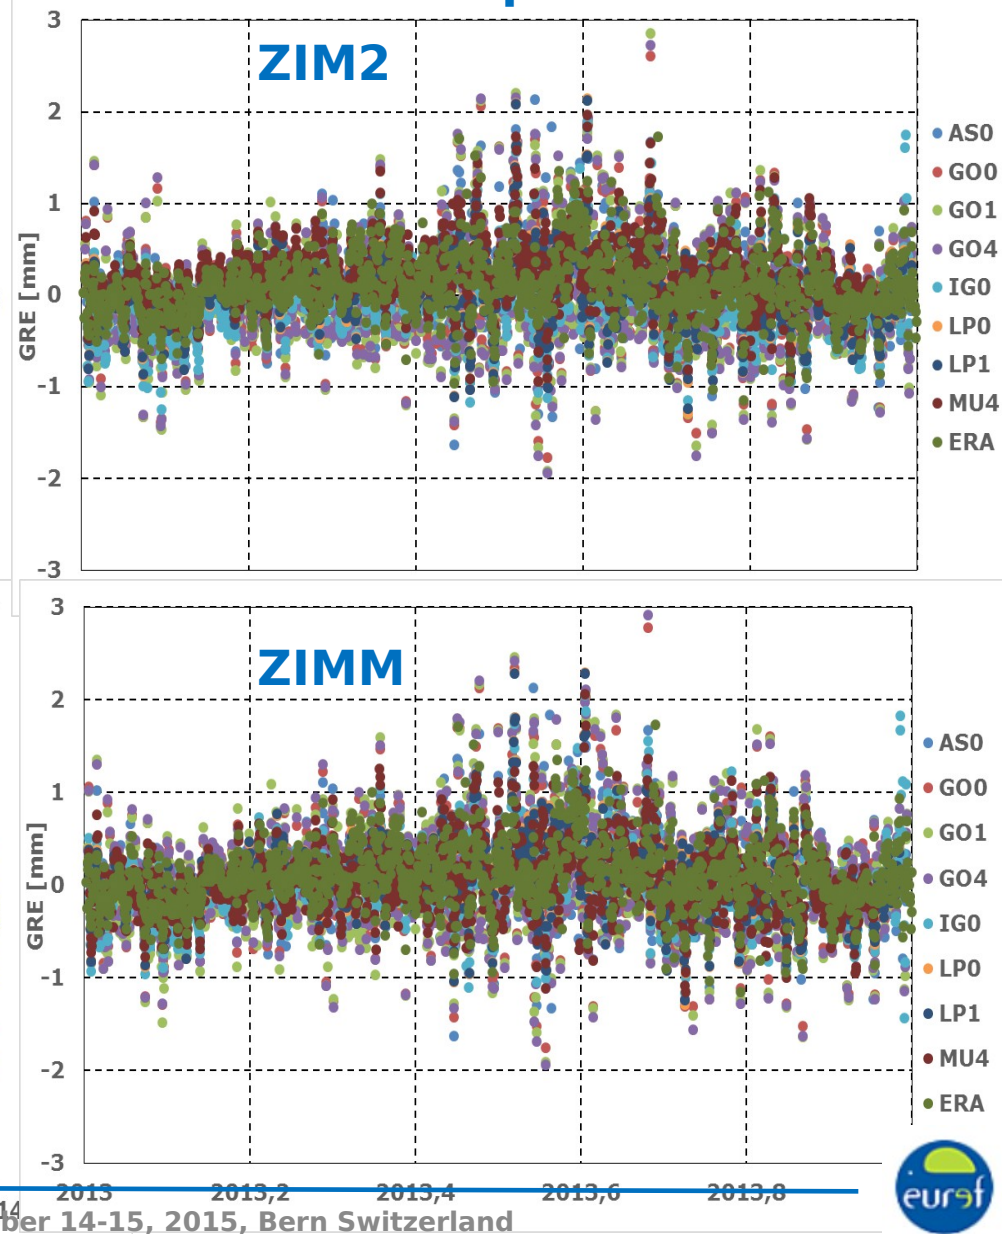 3
ZIM2
2
AS0
GO0
1
GO1
GRE [mm]
GO4
0
IG0
LP0
-1
LP1
MU4
-2
ERA
-3
3
ZIMM
2
AS0
1
GO0
GO1
GRE [mm]
0
GO4
IG0
-1
LP0
LP1
-2
MU4
ERA
-3
2013 2013,2 2013,4 2013,6 2013,8
14
ber 14-15, 2015, Bern Switzerland
euref